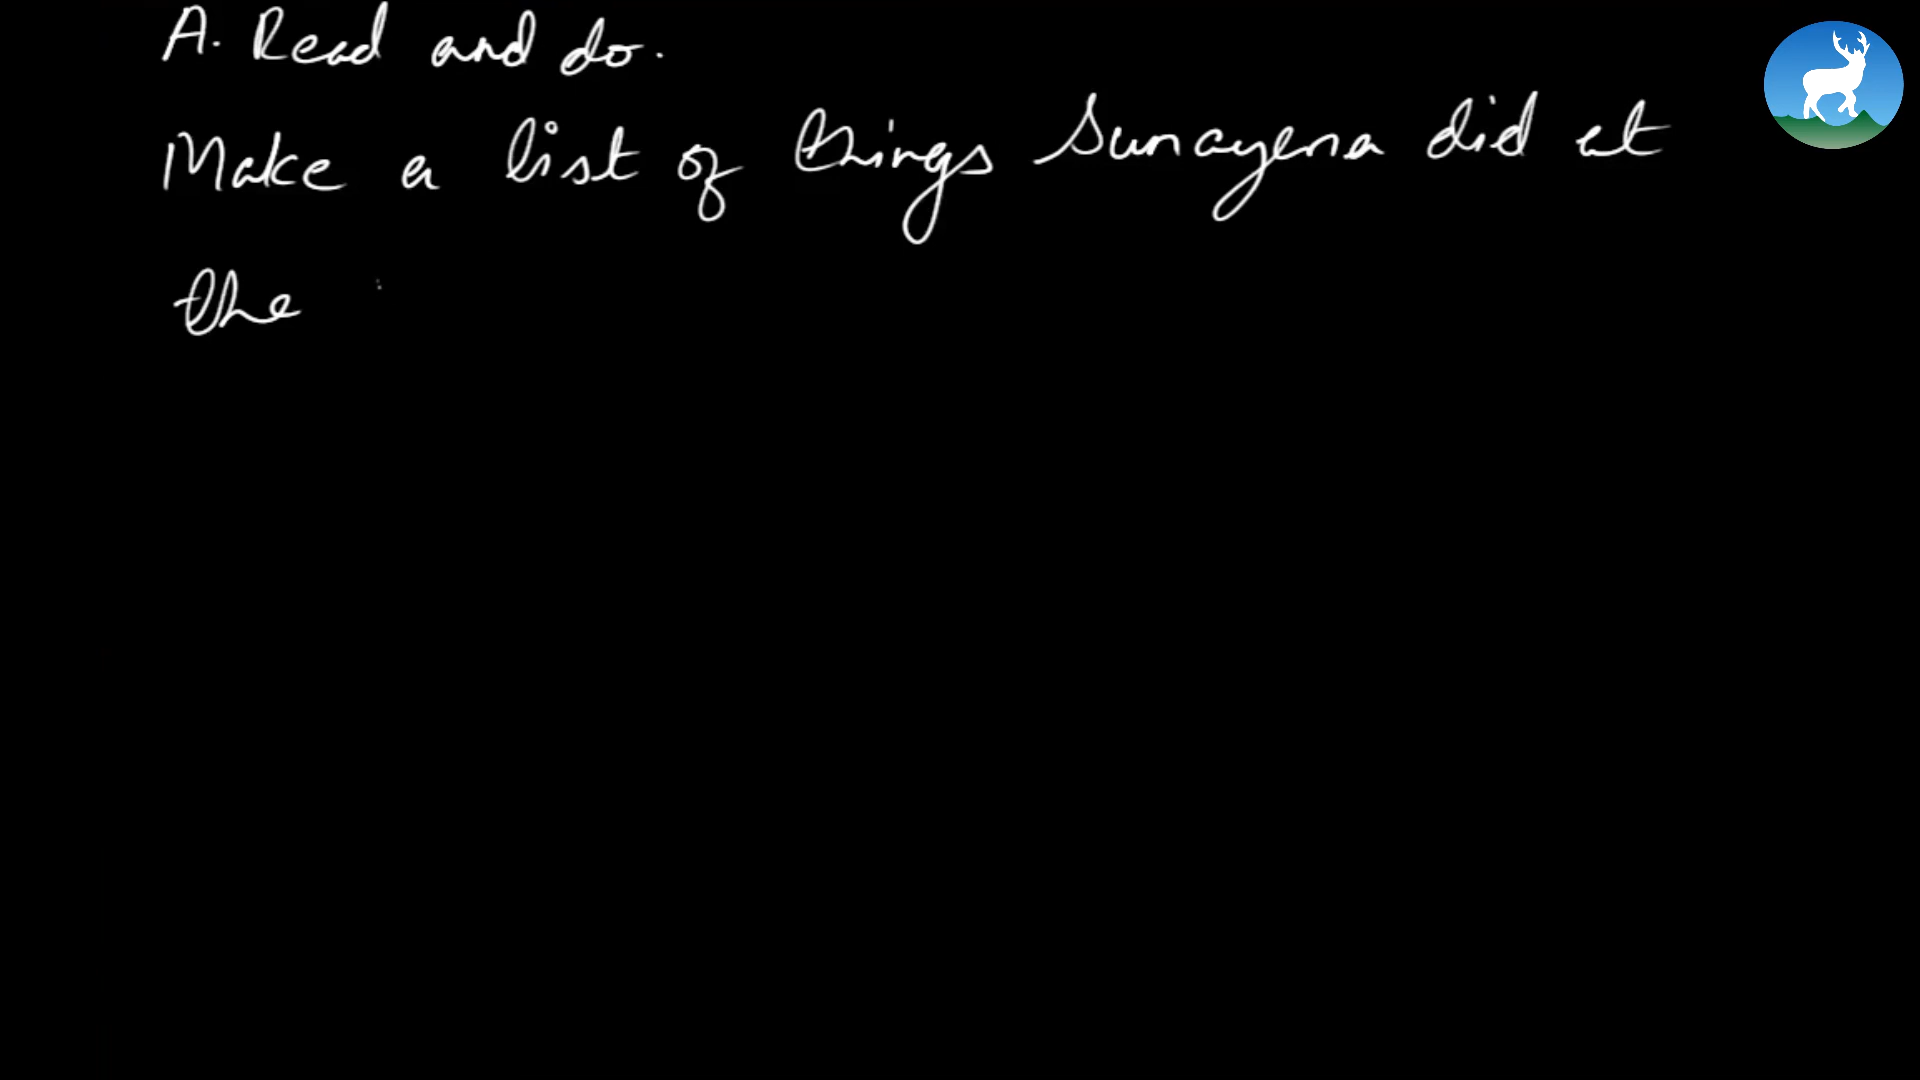 A. Read and do.
Make a list of things Sunayena did at
the